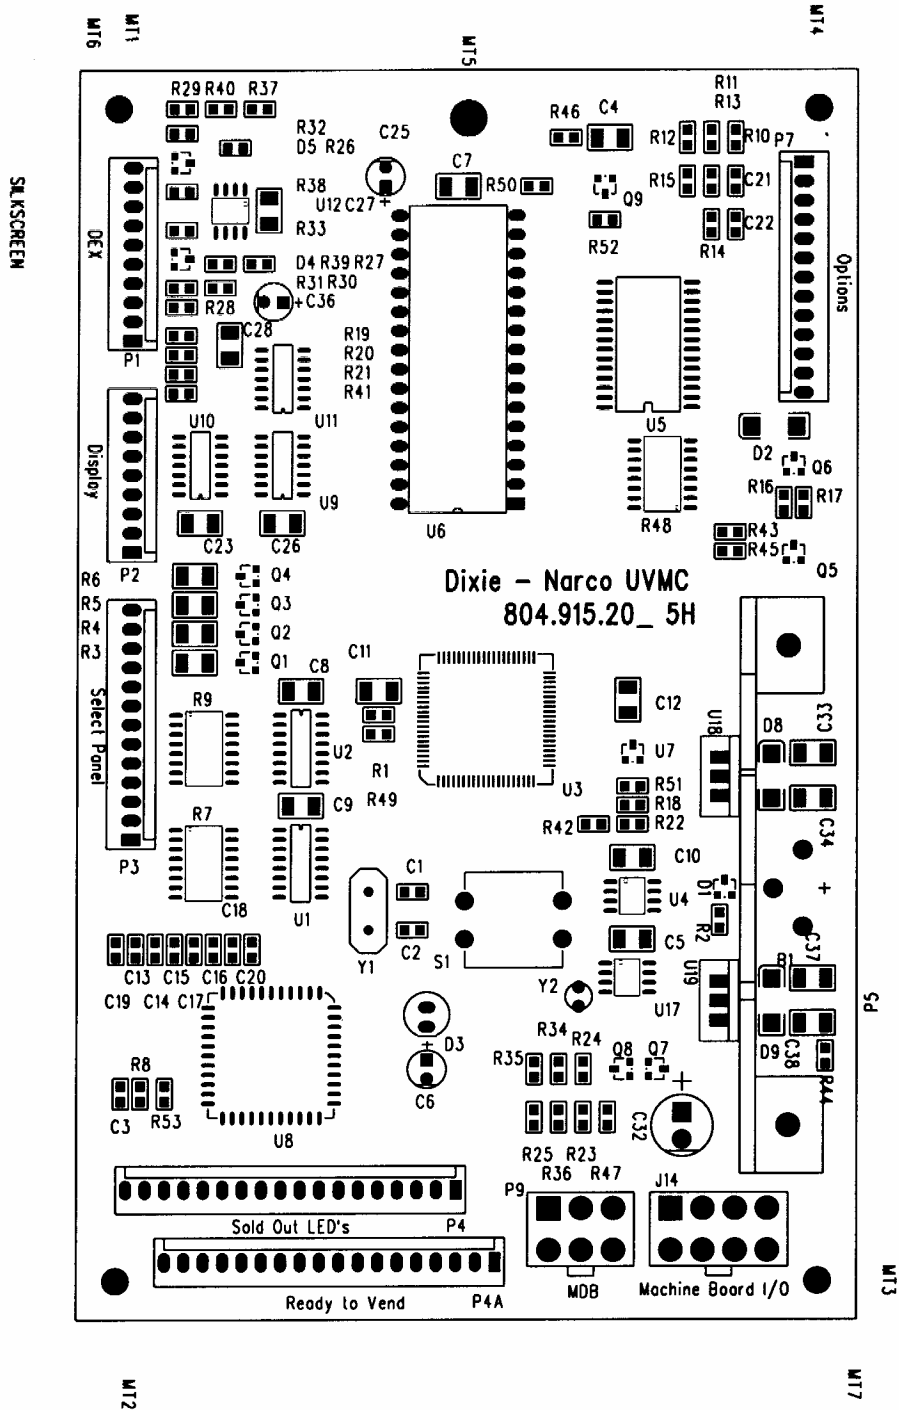 MT6
MT1
MT5
MT4
SILKSCREEN
R29 R40 R37
R32
D5 R26
C25
R46 C4
R11
R13
R12
R10
P7
C7
R50
R15
C21
DEX
R38
U12 C27
+
R33
Q9
R52
R14
C22
Options
D4 R39 R27
R31 R30
+ C36
R28
C28
P1
R19
R20
R21
R41
U10
U11
U5
D2
Q6
Display
U9
U6
R48
R16
R17
C23
C26
R43
R45
Q5
P2
R6
R5
R4
R3
Q4
Q3
Q2
Q1
Dixie - Narco UVMC
804.915.20_ 5H
C8
C11
C12
Select Panel
R9
U2
R1
R49
U3
U7
U18
D8
C33
R51
R18
R42
R22
C34
C9
R7
P3
C18
U1
C1
C2
Y1
S1
C10
U4
D1
R2
+
C5
C37
B1
U19
C13 C15 C16 C20
C19 C14 C17
Y2
U17
P5
D3
+
C6
R34
R24
R35
Q8 Q7
D9
C38
R44
R8
C3
R53
U8
+
C32
R25
R36
R23
R47
P9
J14
Sold Out LED's
P4
Ready to Vend
P4A
MDB
Machine Board I/O
MT3
MT2
MT7